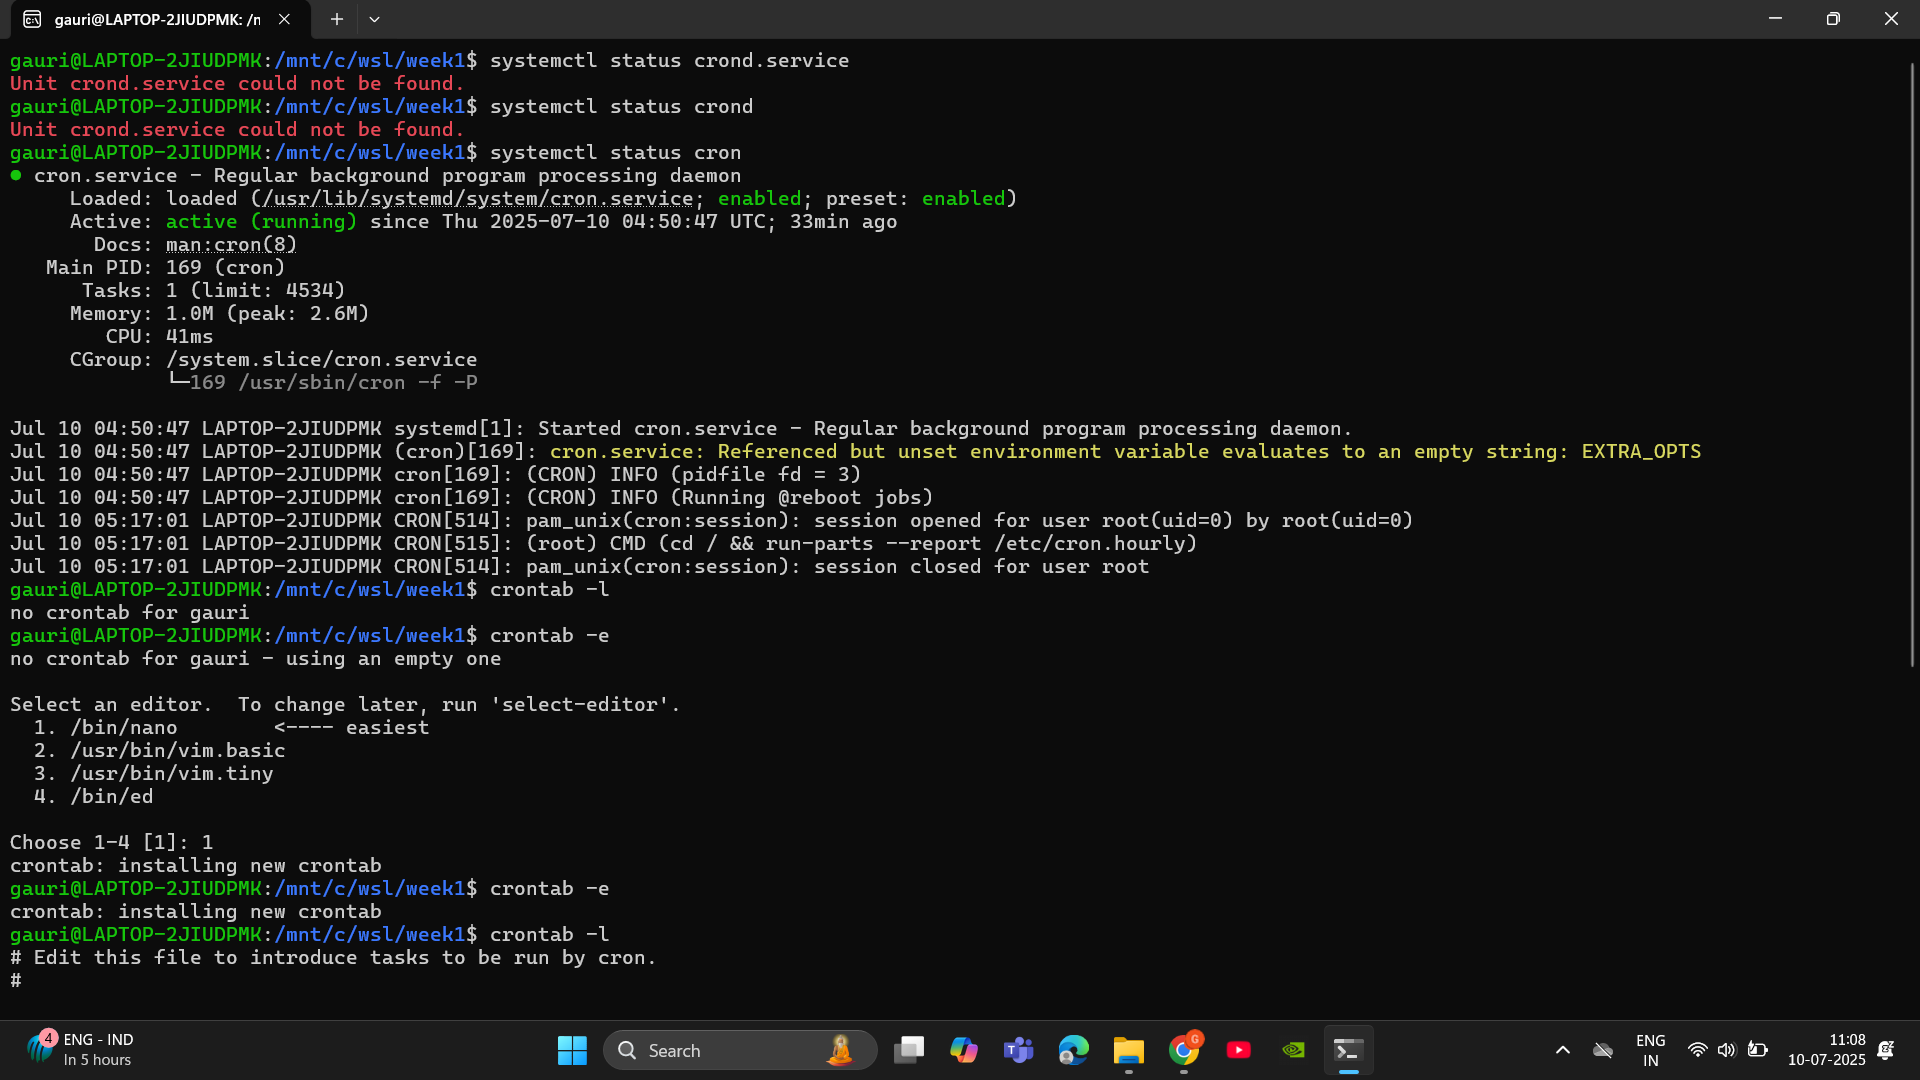 gauri@LAPTOP-2JIUDPMK: /n
gauri@LAPTOP-2JIUDPMK:/mnt/c/wsl/week1$ systemctl status crond.service
Unit crond.service could not be found.
gauri@LAPTOP-2JIUDPMK:/mnt/c/wsl/week1$ systemctl status crond
Unit crond.service could not be found.
gauri@LAPTOP-2JIUDPMK:/mnt/c/wsl/week1$ systemctl status cron
● cron.service - Regular background program processing daemon
     Loaded: loaded (/usr/lib/systemd/system/cron.service; enabled; preset: enabled)
     Active: active (running) since Thu 2025-07-10 04:50:47 UTC; 33min ago
       Docs: man:cron(8)
   Main PID: 169 (cron)
      Tasks: 1 (limit: 4534)
     Memory: 1.0M (peak: 2.6M)
        CPU: 41ms
     CGroup: /system.slice/cron.service
             └─169 /usr/sbin/cron -f -P
Jul 10 04:50:47 LAPTOP-2JIUDPMK systemd[1]: Started cron.service - Regular background program processing daemon.
Jul 10 04:50:47 LAPTOP-2JIUDPMK (cron)[169]: cron.service: Referenced but unset environment variable evaluates to an empty string: EXTRA_OPTS
Jul 10 04:50:47 LAPTOP-2JIUDPMK cron[169]: (CRON) INFO (pidfile fd = 3)
Jul 10 04:50:47 LAPTOP-2JIUDPMK cron[169]: (CRON) INFO (Running @reboot jobs)
Jul 10 05:17:01 LAPTOP-2JIUDPMK CRON[514]: pam_unix(cron:session): session opened for user root(uid=0) by root(uid=0)
Jul 10 05:17:01 LAPTOP-2JIUDPMK CRON[515]: (root) CMD (cd / && run-parts --report /etc/cron.hourly)
Jul 10 05:17:01 LAPTOP-2JIUDPMK CRON[514]: pam_unix(cron:session): session closed for user root
gauri@LAPTOP-2JIUDPMK:/mnt/c/wsl/week1$ crontab -l
no crontab for gauri
gauri@LAPTOP-2JIUDPMK:/mnt/c/wsl/week1$ crontab -e
no crontab for gauri - using an empty one
Select an editor.  To change later, run 'select-editor'.
  1. /bin/nano        <---- easiest
  2. /usr/bin/vim.basic
  3. /usr/bin/vim.tiny
  4. /bin/ed
Choose 1-4 [1]: 1
crontab: installing new crontab
gauri@LAPTOP-2JIUDPMK:/mnt/c/wsl/week1$ crontab -e
crontab: installing new crontab
gauri@LAPTOP-2JIUDPMK:/mnt/c/wsl/week1$ crontab -l
# Edit this file to introduce tasks to be run by cron.
#
4
ENG - IND
In 5 hours
Search
G
ENG
IN
11:08
10-07-2025